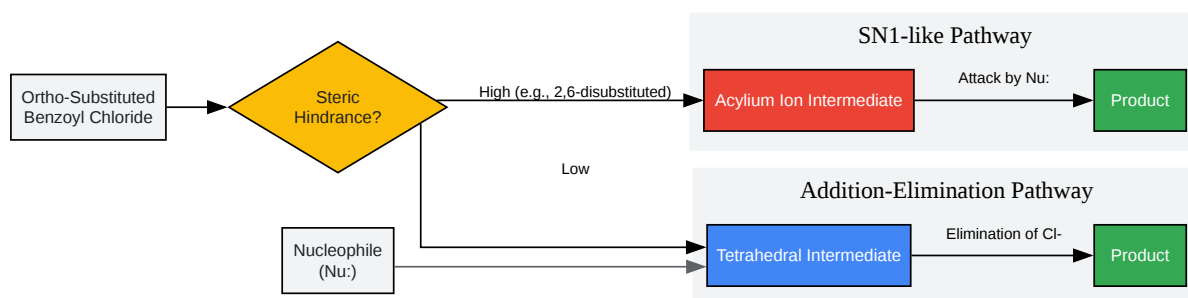 SN1-like Pathway
Ortho-Substituted
Benzoyl Chloride
Steric
Hindrance?
High (e.g., 2,6-disubstituted)
Acylium Ion Intermediate
Attack by Nu:
Product
Low
Addition-Elimination Pathway
Nucleophile
(Nu:)
Tetrahedral Intermediate
Elimination of Cl-
Product